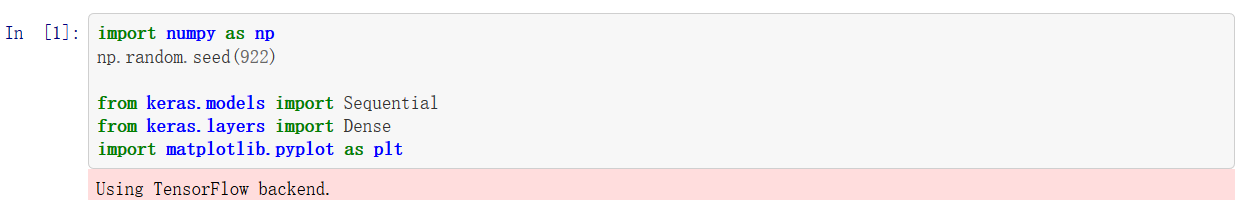 In [1]:
import numpy as np
np.random.seed(922)
from keras.models import Sequential
from keras.layers import Dense
import matplotlib.pyplot as plt
Using TensorFlow backend.